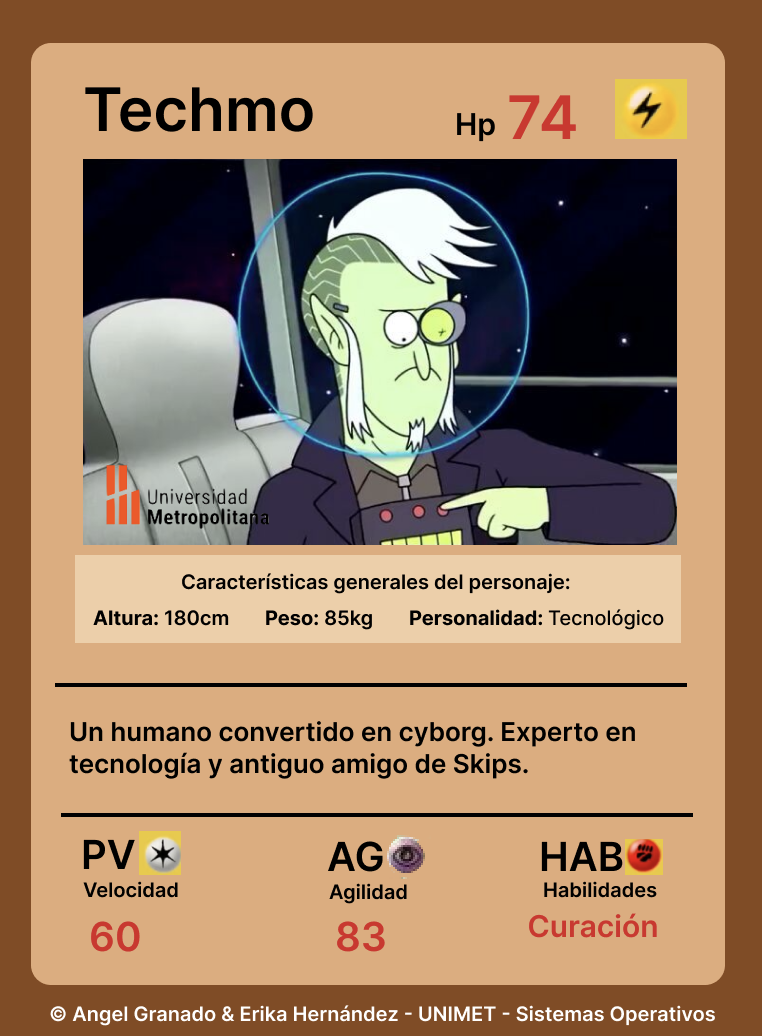 Techmo
Hp 74
Universidad
Metropolitana
Características generales del personaje:
Altura: 180cm Peso: 85kg Personalidad: Tecnológico
Un humano convertido en cyborg. Experto en
tecnología y antiguo amigo de Skips.
PV AG HAB
Velocidad Agilidad Habilidades
60 83 Curación
© Angel Granado & Erika Hernández - UNIMET - Sistemas Operativos